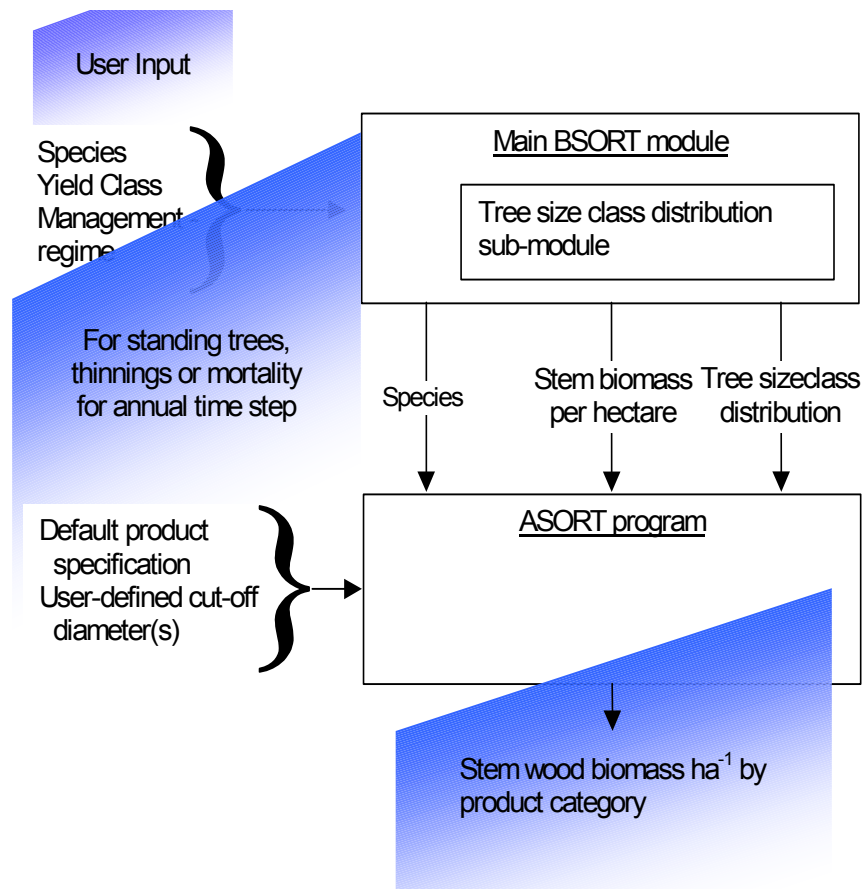 User Input
Species
Yield Class
Management -
regime
Main BSORT module
Tree size class distribution
sub-module
For standing trees,
thinnings or mortality
for annual time step
Species
Stem biomass
per hectare
Tree sizeclass
distribution
Default product
specification
User-defined cut-off
diameter(s)
ASORT program
Stem wood biomass ha⁻¹ by
product category